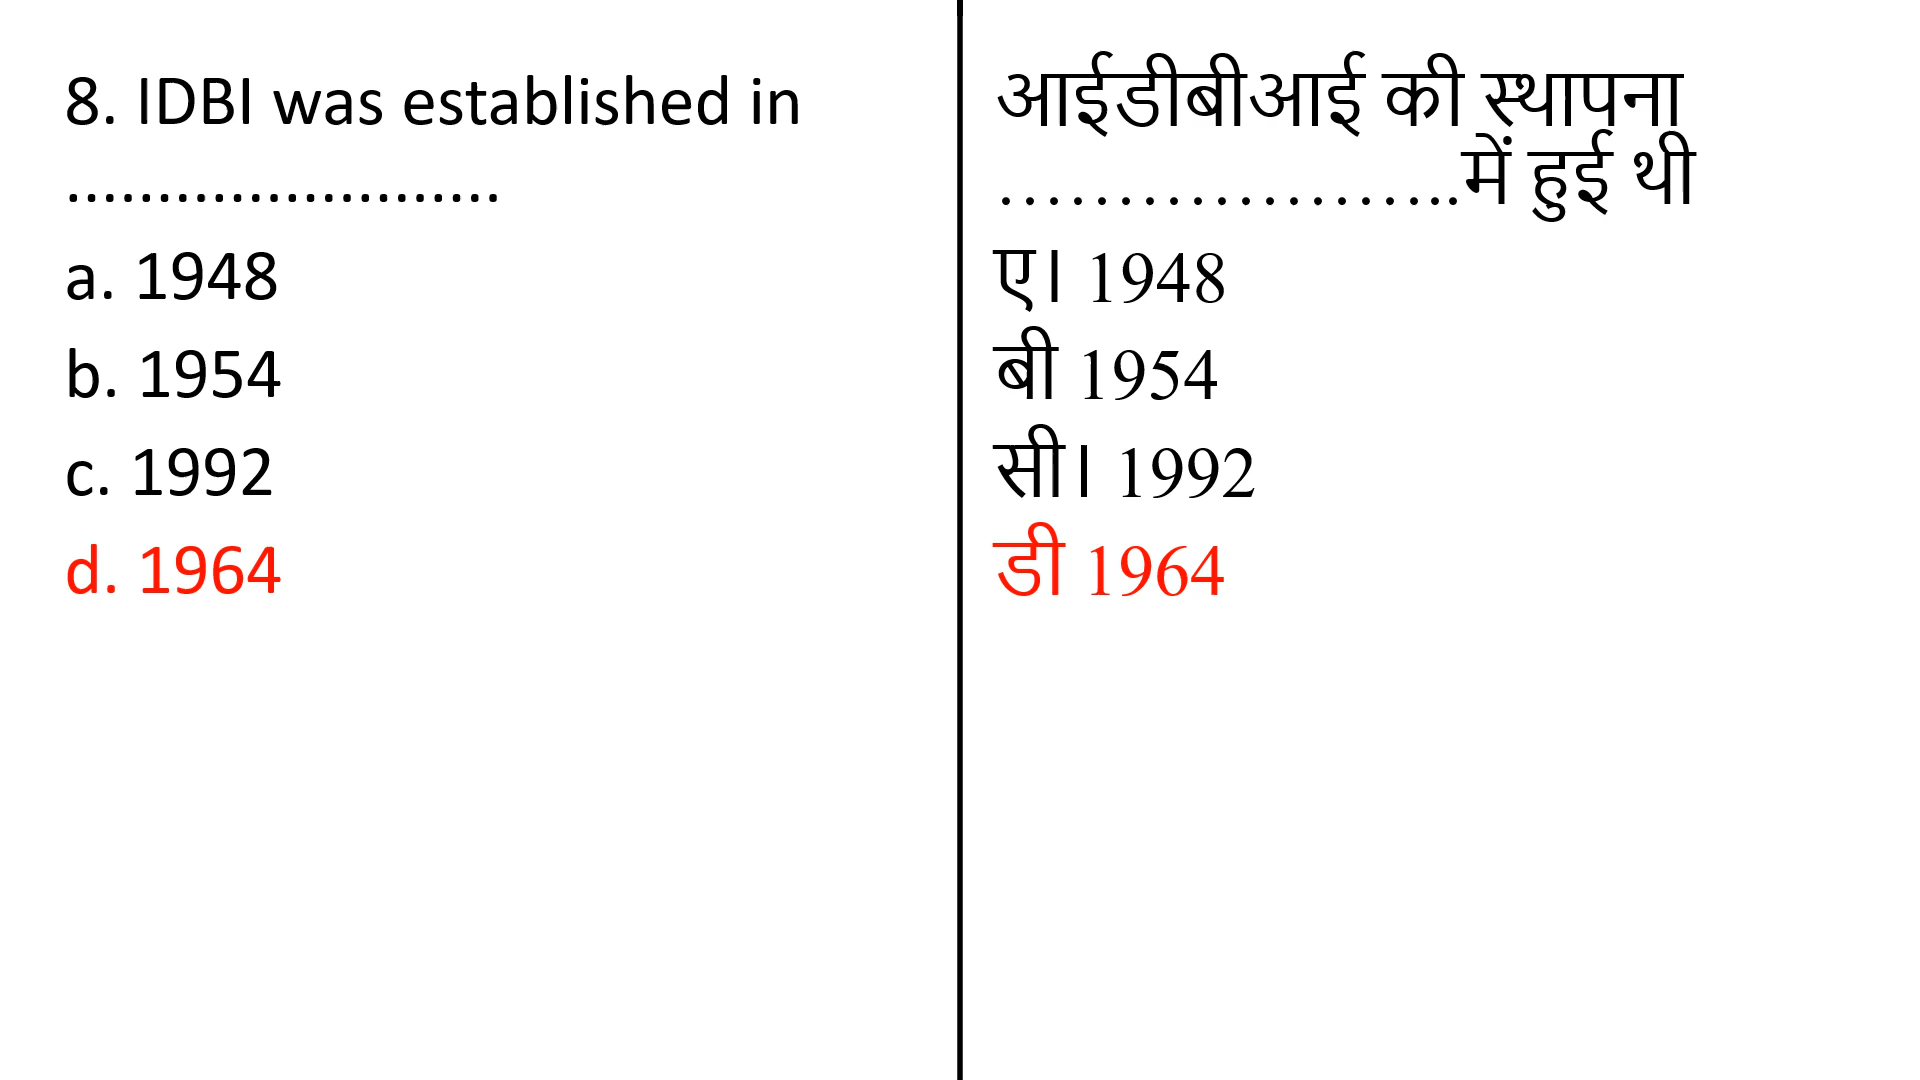 8. IDBI was established in
........................
a. 1948
b. 1954
c. 1992
d. 1964
आईडीबीआई की स्थापना
………………..में हुई थी
ए। 1948
बी 1954
सी। 1992
डी 1964